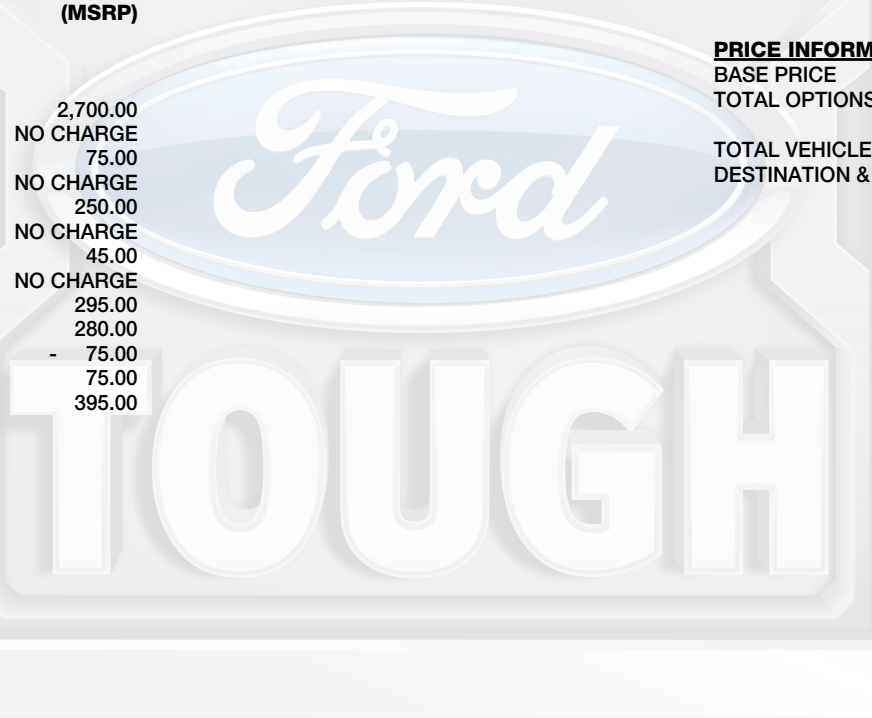 (MSRP)
2,700.00
NO CHARGE
75.00
NO CHARGE
250.00
NO CHARGE
45.00
NO CHARGE
295.00
280.00
- 75.00
75.00
395.00
PRICE INFORM
BASE PRICE
TOTAL OPTIONS
TOTAL VEHICLE
DESTINATION &
Ford
TOUGH